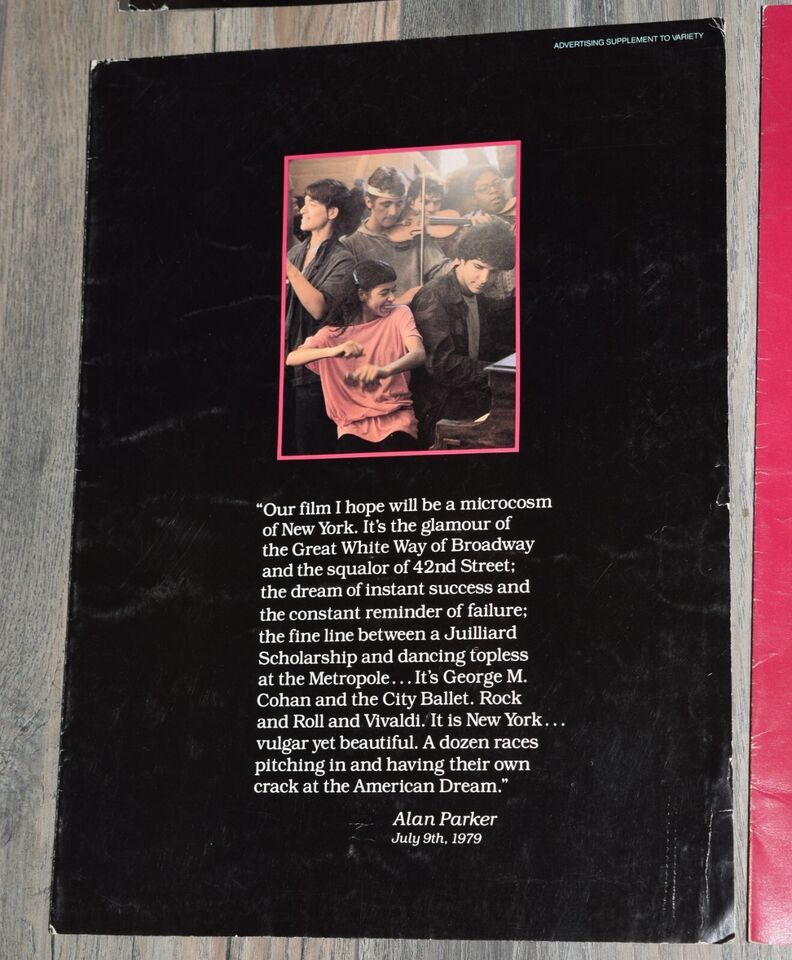 ADVERTISING SUPPLEMENT TO VARIETY
“Our film I hope will be a microcosm
of New York. It’s the glamour of
the Great White Way of Broadway
and the squalor of 42nd Street;
the dream of instant success and
the constant reminder of failure;
the fine line between a Juilliard
Scholarship and dancing topless
at the Metropole...It’s George M.
Cohan and the City Ballet. Rock
and Roll and Vivaldi. It is New York...
vulgar yet beautiful. A dozen races
pitching in and having their own
crack at the American Dream.”
Alan Parker
July 9th, 1979